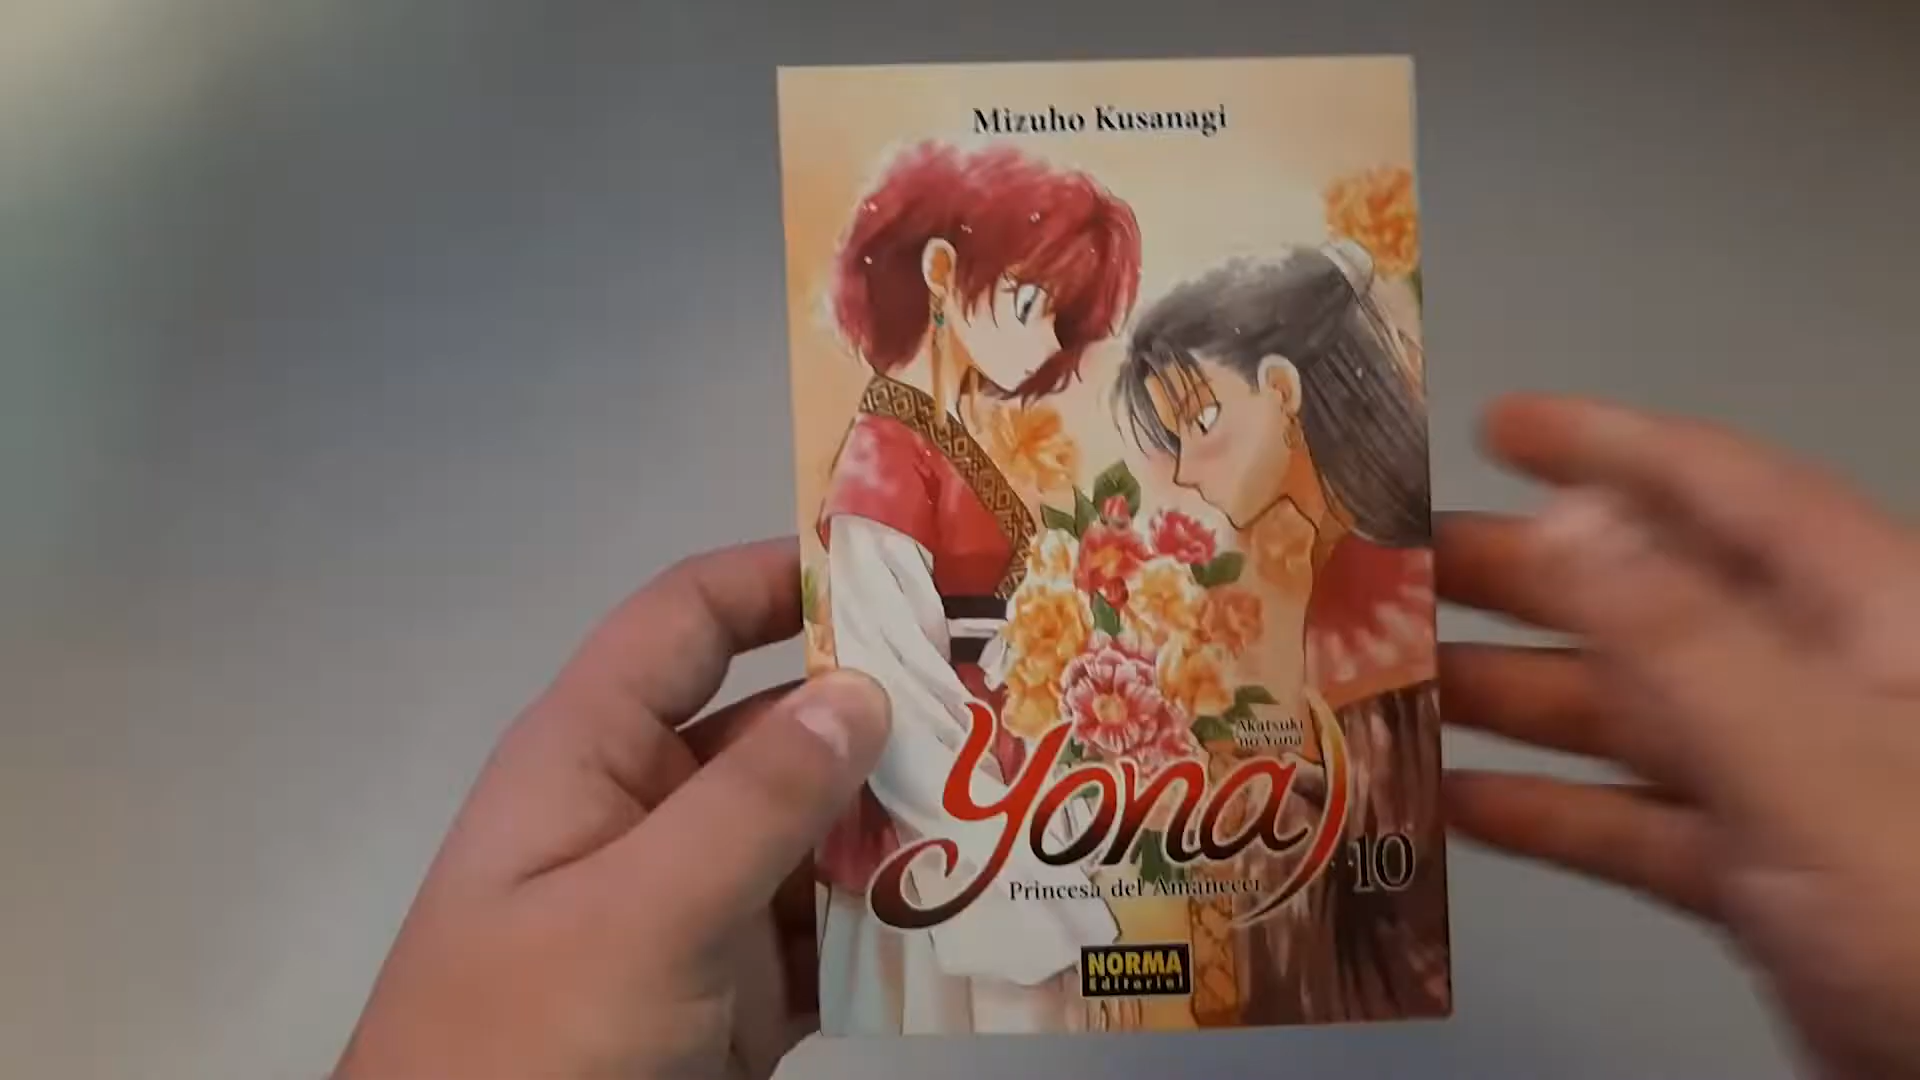 Mizuho Kusanagi
Akatsuki
no Yona
Yona
10
Princesa del Amanecer
NORMA
Editorial